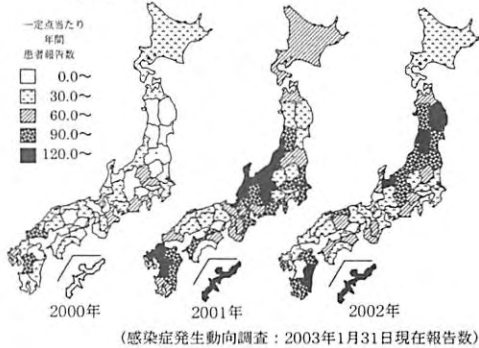 一定点当たり
年間
患者報告数
0.0～
30.0～
60.0～
90.0～
120.0～
2000年
2001年
2002年
(感染症発生動向調査：2003年1月31日現在報告数)